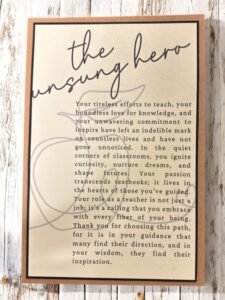 the
unsung hero
Your tireless efforts to teach, your
boundless love for knowledge, and
your unwavering commitment to
inspire have left an indelible mark
on countless lives and have not
gone unnoticed. In the quiet
corners of classrooms, you ignite
curiosity, nurture dreams, and
shape futures. Your passion
transcends textbooks; it lives in
the hearts of those you've guided.
Your role as a teacher is not just a
job; it's a calling that you embrace
with every fiber of your being.
Thank you for choosing this path,
for it is in your guidance that
many find their direction, and in
your wisdom, they find their
inspiration.